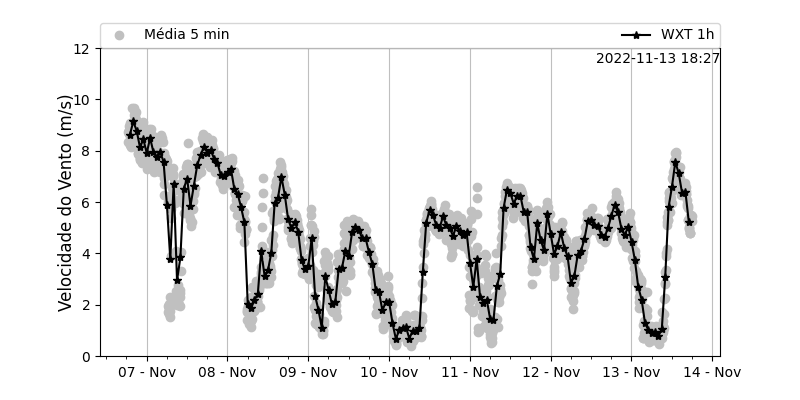 Média 5 min
WXT 1h
2022-11-13 18:27
Velocidade do Vento (m/s)
12
10
8
6
4
2
0
07 - Nov 08 - Nov 09 - Nov 10 - Nov 11 - Nov 12 - Nov 13 - Nov 14 - Nov